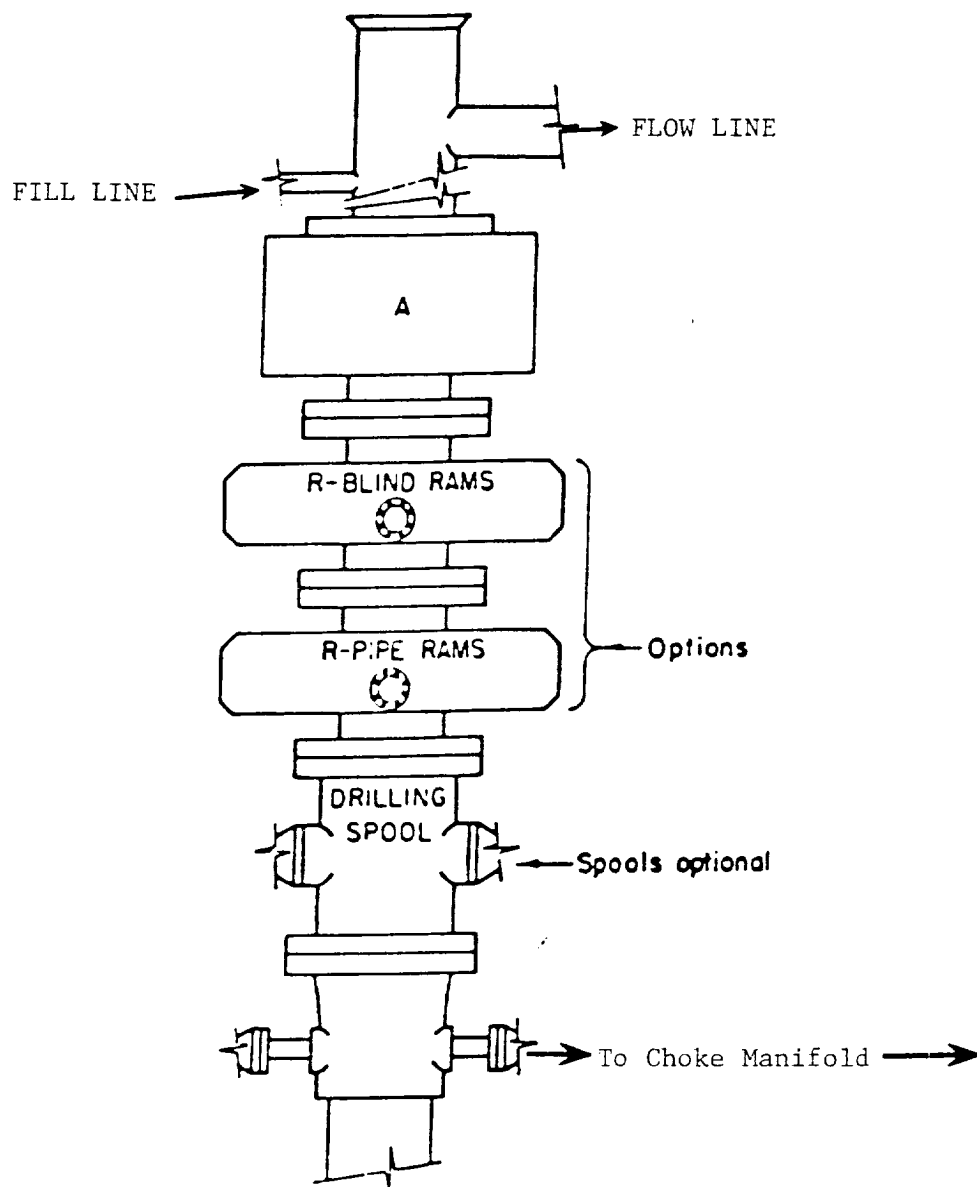 FLOW LINE
FILL LINE
A
R-BLIND RAMS
R-PIPE RAMS
Options
DRILLING
SPOOL
Spools optional
To Choke Manifold